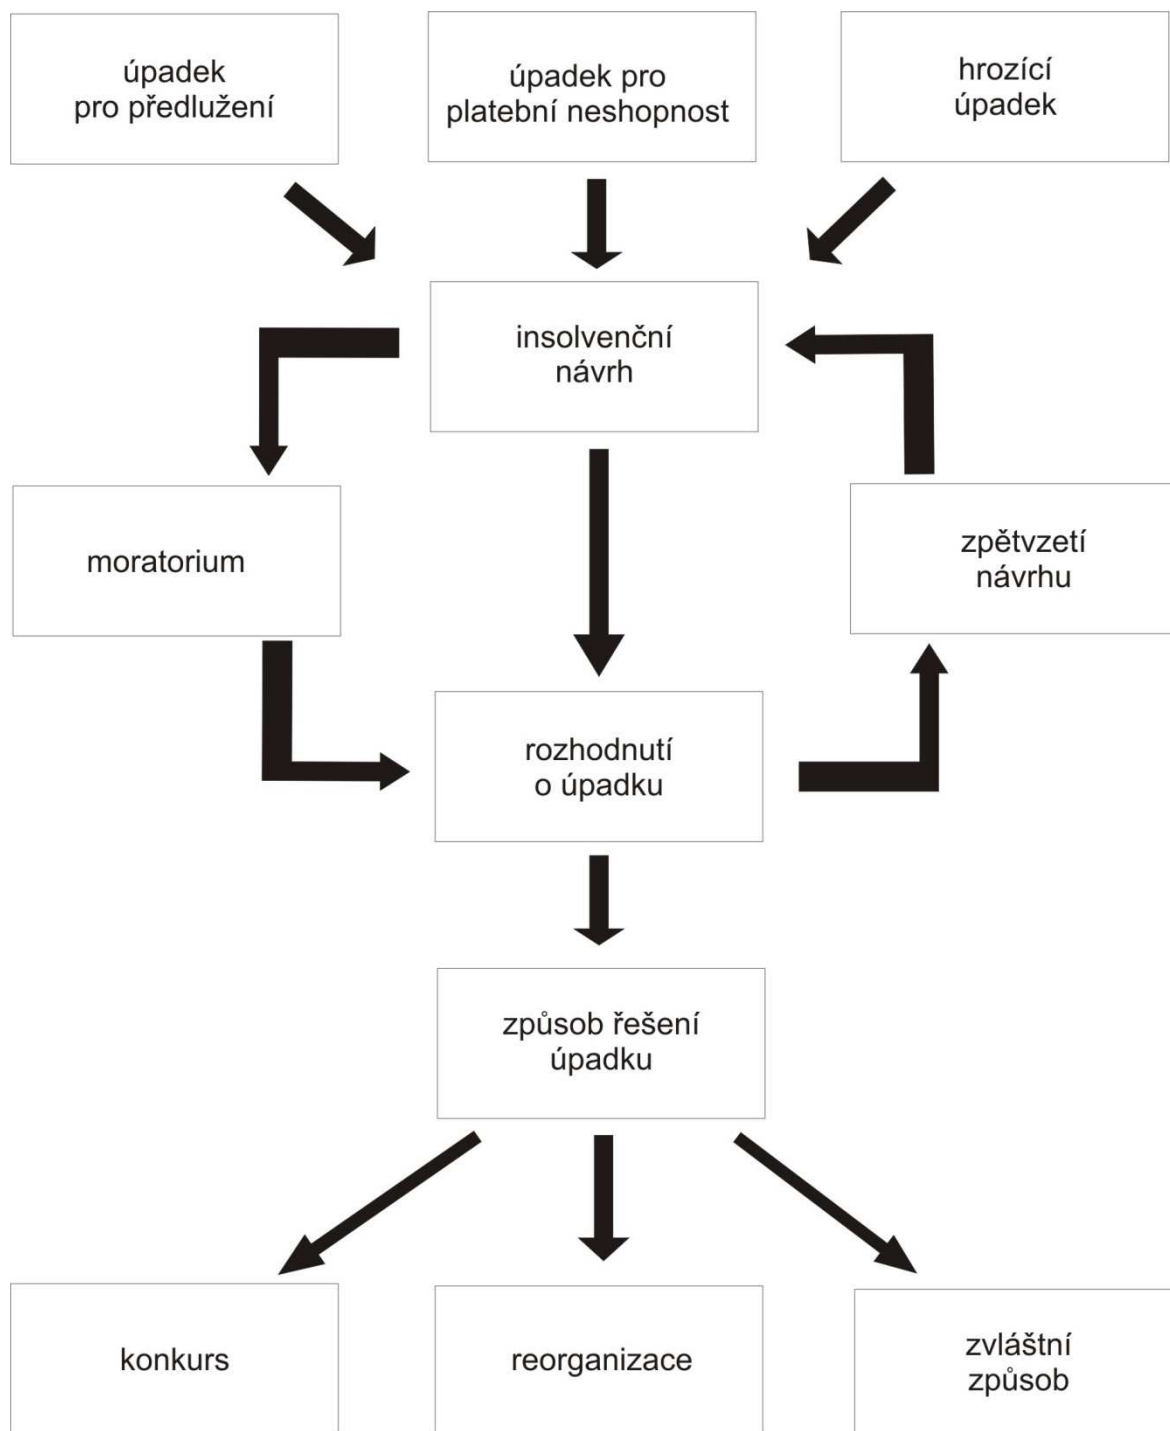 úpadek
pro předlužení
úpadek pro
platební neshopnost
hrozící
úpadek
insolvenční
návrh
moratorium
zpětvzetí
návrhu
rozhodnutí
o úpadku
způsob řešení
úpadku
konkurs
reorganizace
zvláštní
způsob